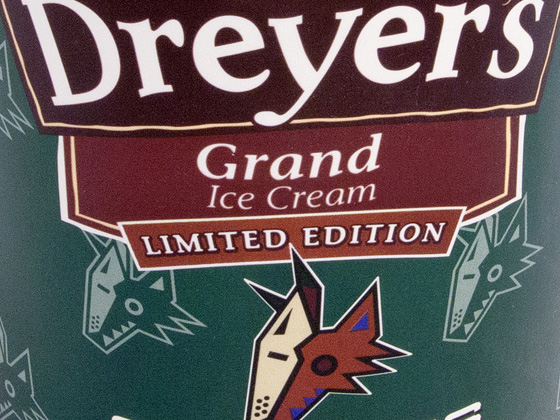 Dreyer's
Grand
Ice Cream
LIMITED EDITION